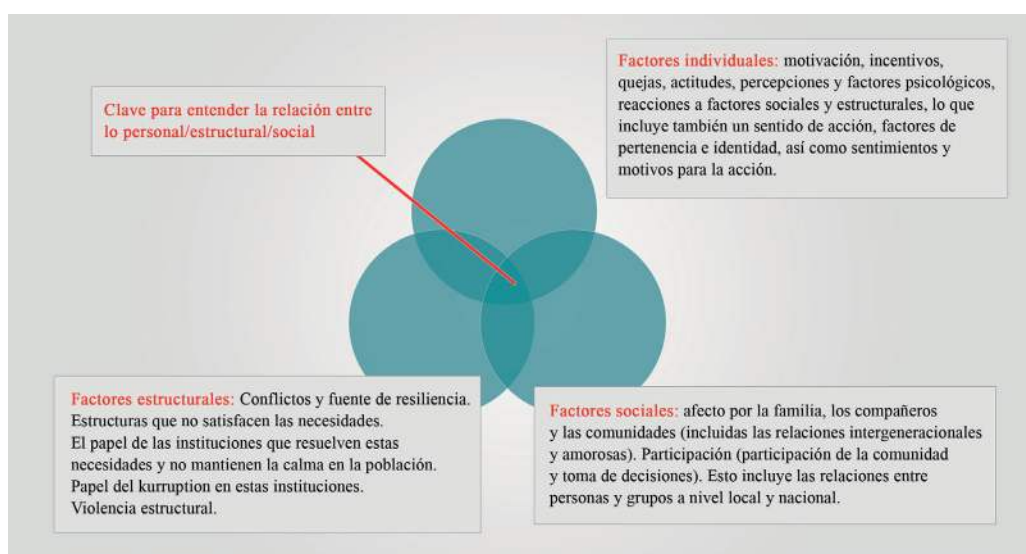 Clave para entender la relación entre
lo personal/estructural/social
Factores individuales: motivación, incentivos,
quejas, actitudes, percepciones y factores psicológicos,
reacciones a factores sociales y estructurales, lo que
incluye también un sentido de acción, factores de
pertenencia e identidad, así como sentimientos y
motivos para la acción.
Factores estructurales: Conflictos y fuente de resiliencia.
Estructuras que no satisfacen las necesidades.
El papel de las instituciones que resuelven estas
necesidades y no mantienen la calma en la población.
Papel del kurruption en estas instituciones.
Violencia estructural.
Factores sociales: afecto por la familia, los compañeros
y las comunidades (incluidas las relaciones intergeneracionales
y amorosas). Participación (participación de la comunidad
y toma de decisiones). Esto incluye las relaciones entre
personas y grupos a nivel local y nacional.